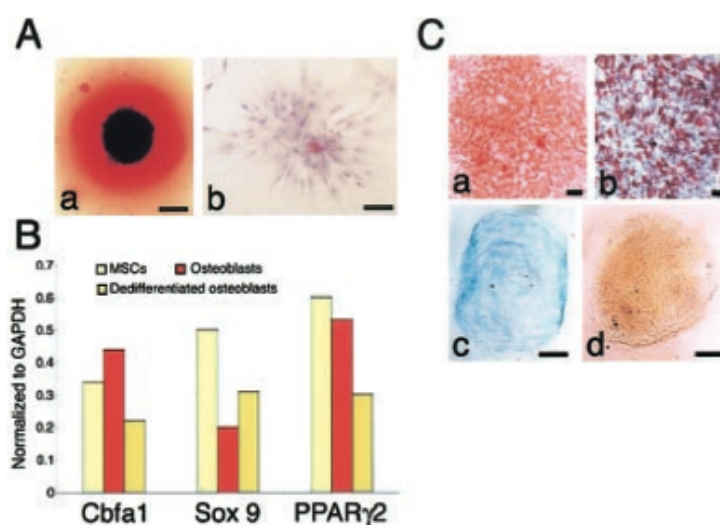 A
C
a
b
a
b
B
MSCs
Osteoblasts
Dedifferentiated osteoblasts
Normalized to GAPDH
0.7
0.6
0.5
0.4
0.3
0.2
0.1
0
Cbfa1
Sox 9
PPARγ2
c
d